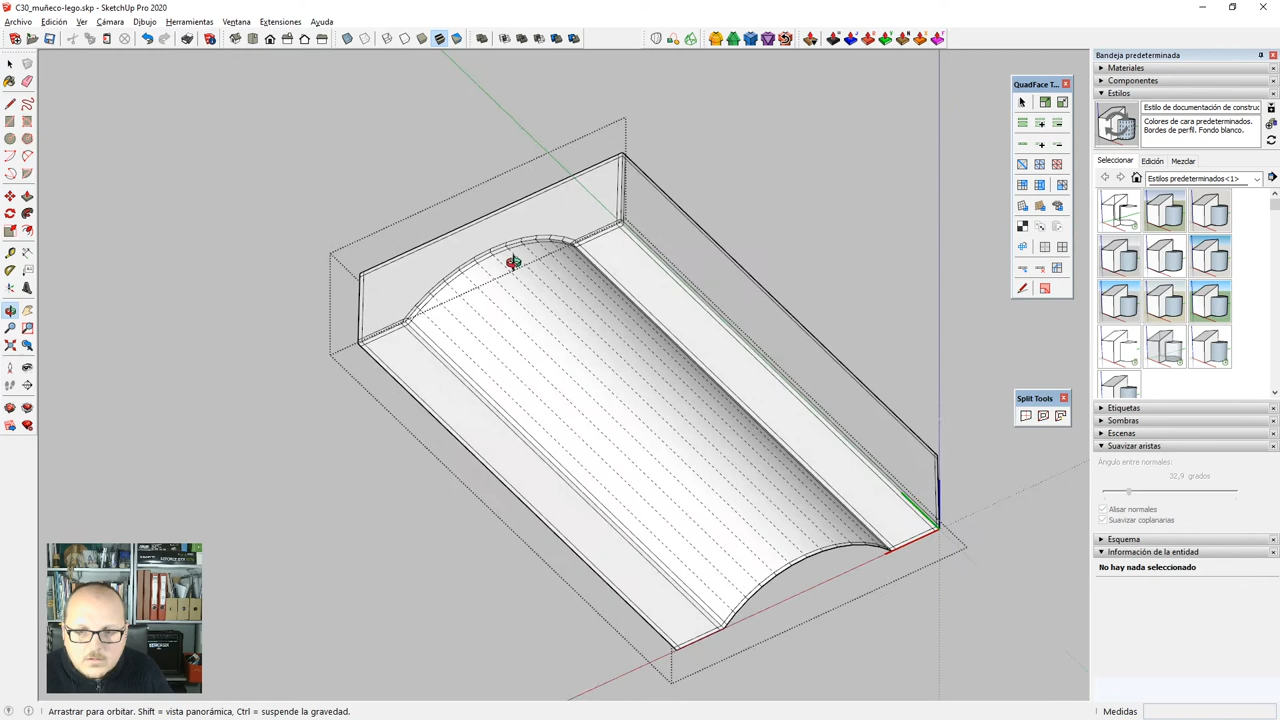 C30_muñeco-lego.skp - SketchUp Pro 2020
Archivo Edición Ver Cámara Dibujo Herramientas Ventana Extensiones Ayuda
Bandeja predeterminada
Materiales
Componentes
Estilos
Estilo de documentación de construc
Colores de cara predeterminados.
Bordes de perfil. Fondo blanco.
Seleccionar Edición Mezclar
Estilos predeterminados<1>
QuadFace T...
Split Tools
Etiquetas
Sombras
Escenas
Suavizar aristas
Ángulo entre normales:
32,9 grados
Alisar normales
Suavizar coplanarias
Esquema
Información de la entidad
No hay nada seleccionado
Arrastrar para orbitar. Shift = vista panorámica, Ctrl = suspende la gravedad.
Medidas